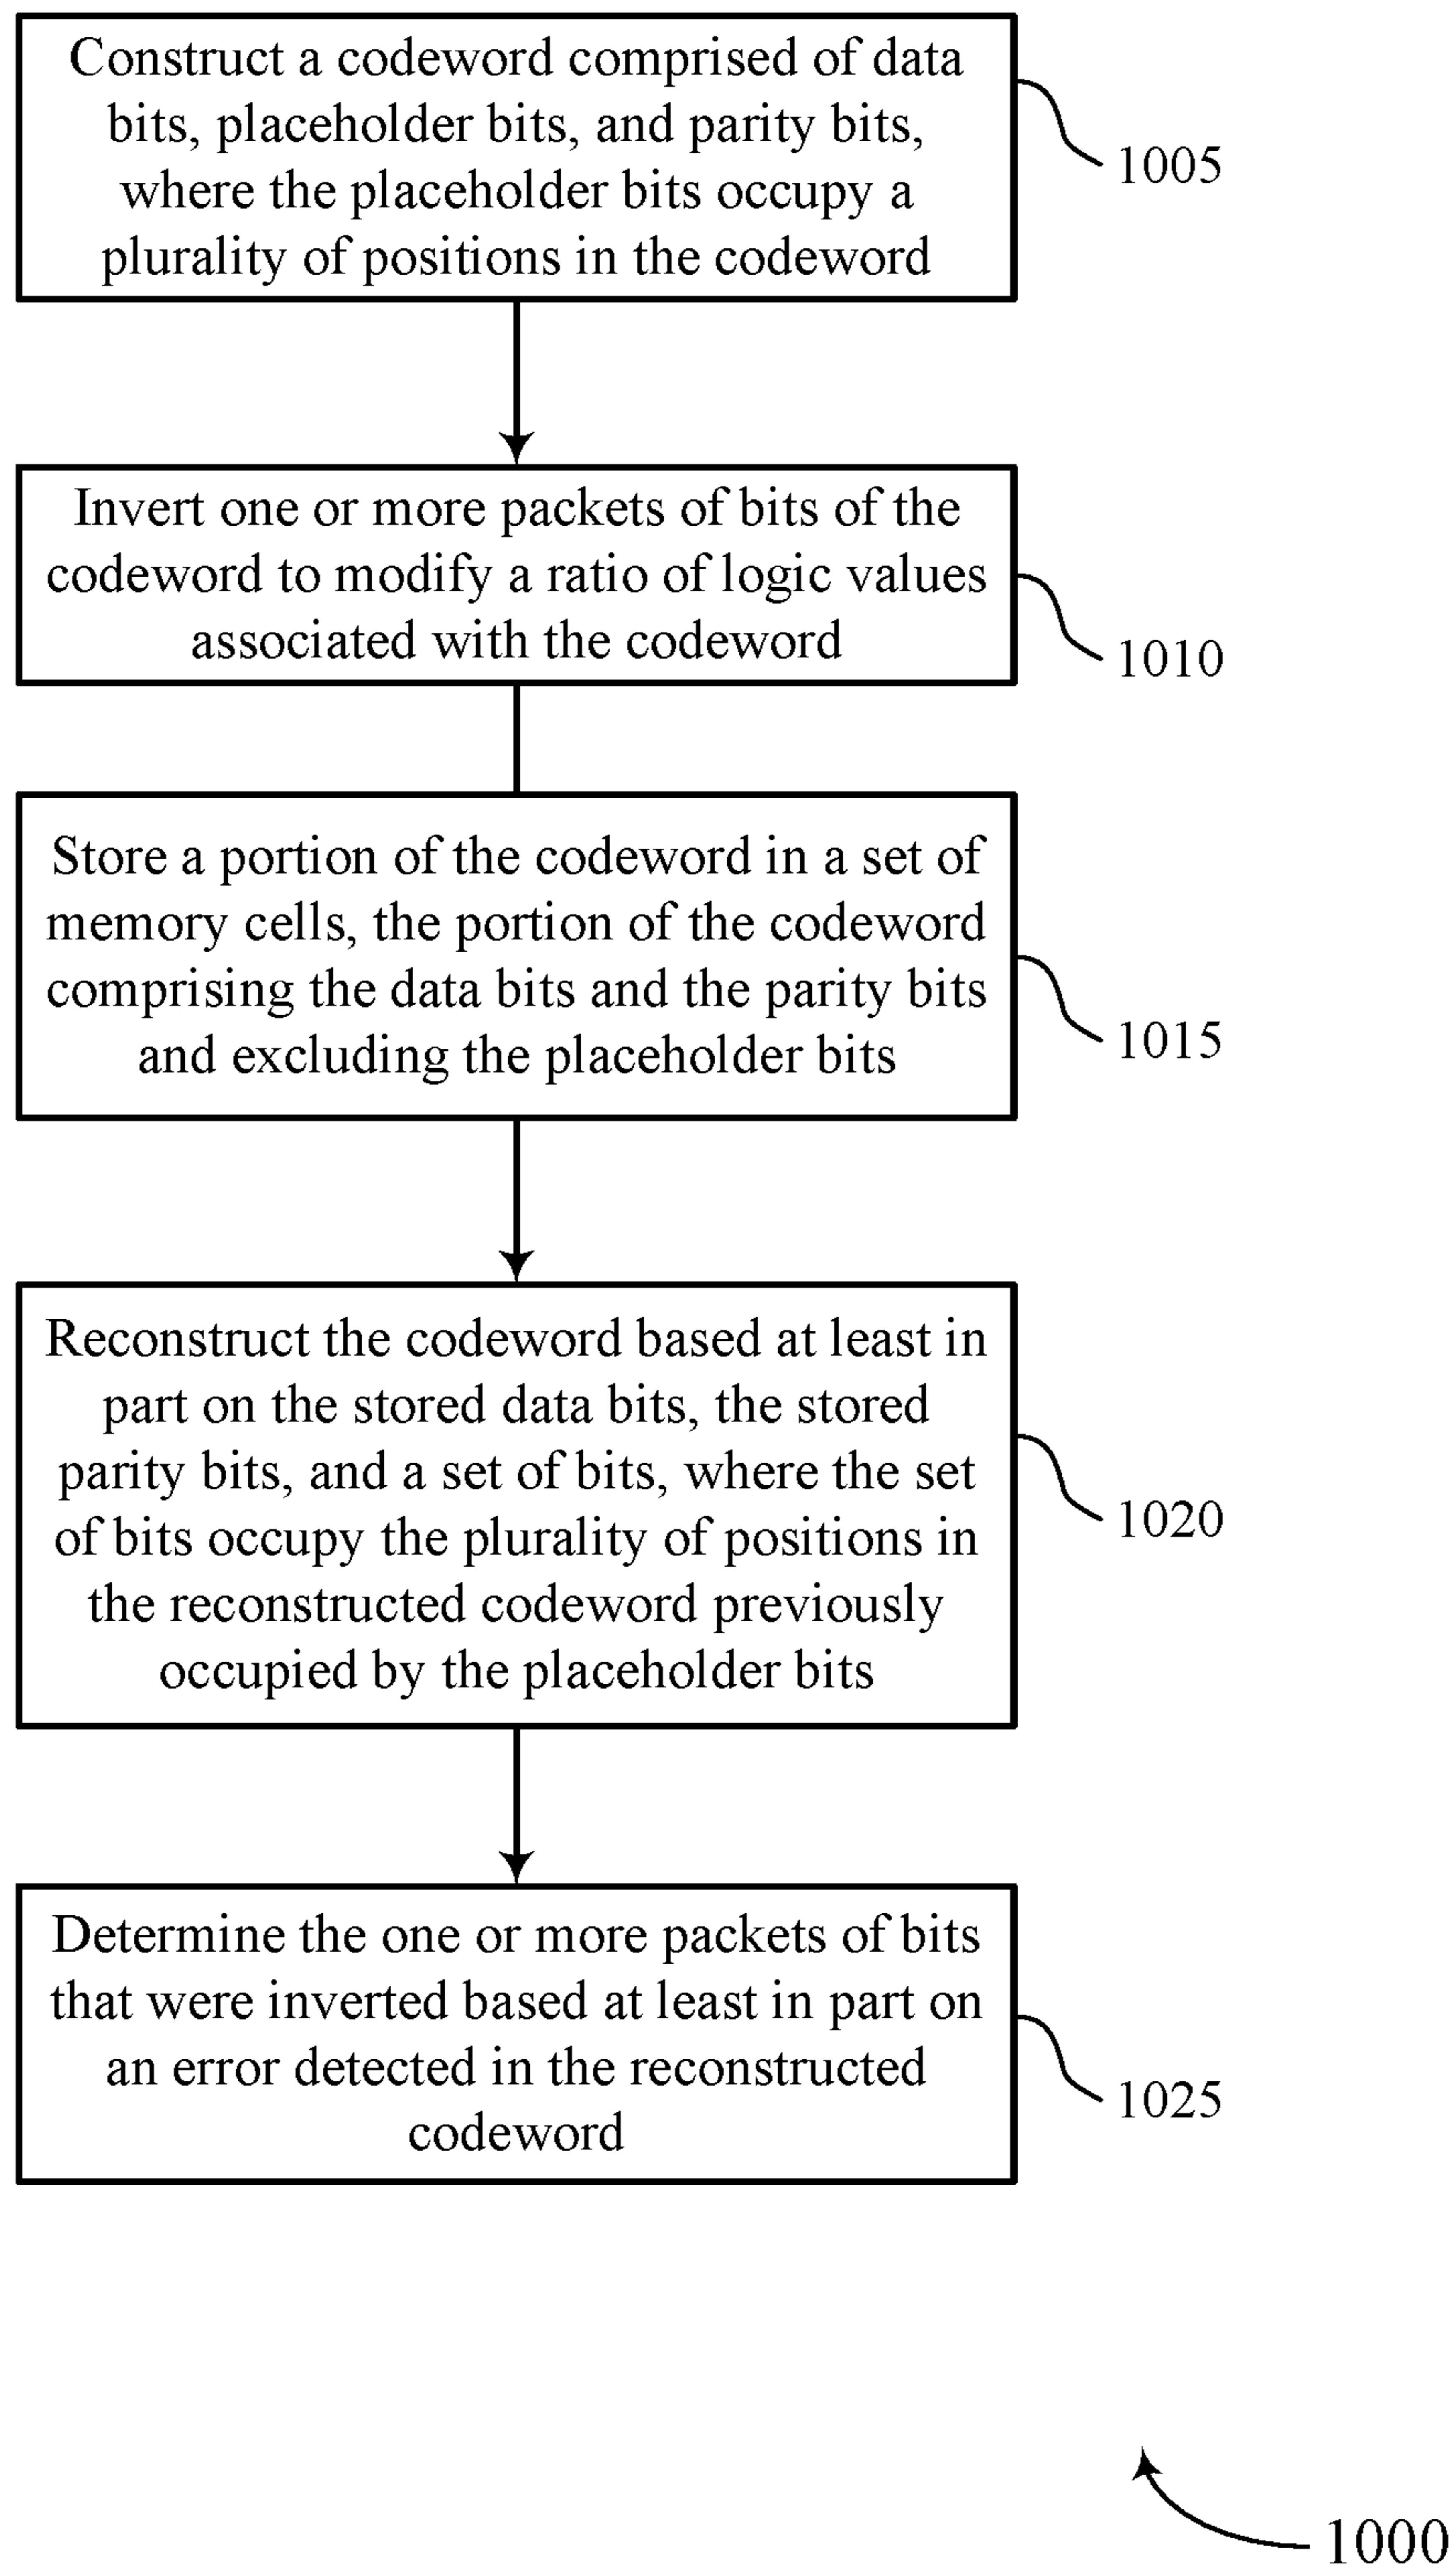 Construct a codeword comprised of data
bits, placeholder bits, and parity bits,
where the placeholder bits occupy a
plurality of positions in the codeword
1005
Invert one or more packets of bits of the
codeword to modify a ratio of logic values
associated with the codeword
1010
Store a portion of the codeword in a set of
memory cells, the portion of the codeword
comprising the data bits and the parity bits
and excluding the placeholder bits
1015
Reconstruct the codeword based at least in
part on the stored data bits, the stored
parity bits, and a set of bits, where the set
of bits occupy the plurality of positions in
the reconstructed codeword previously
occupied by the placeholder bits
1020
Determine the one or more packets of bits
that were inverted based at least in part on
an error detected in the reconstructed
codeword
1025
1000